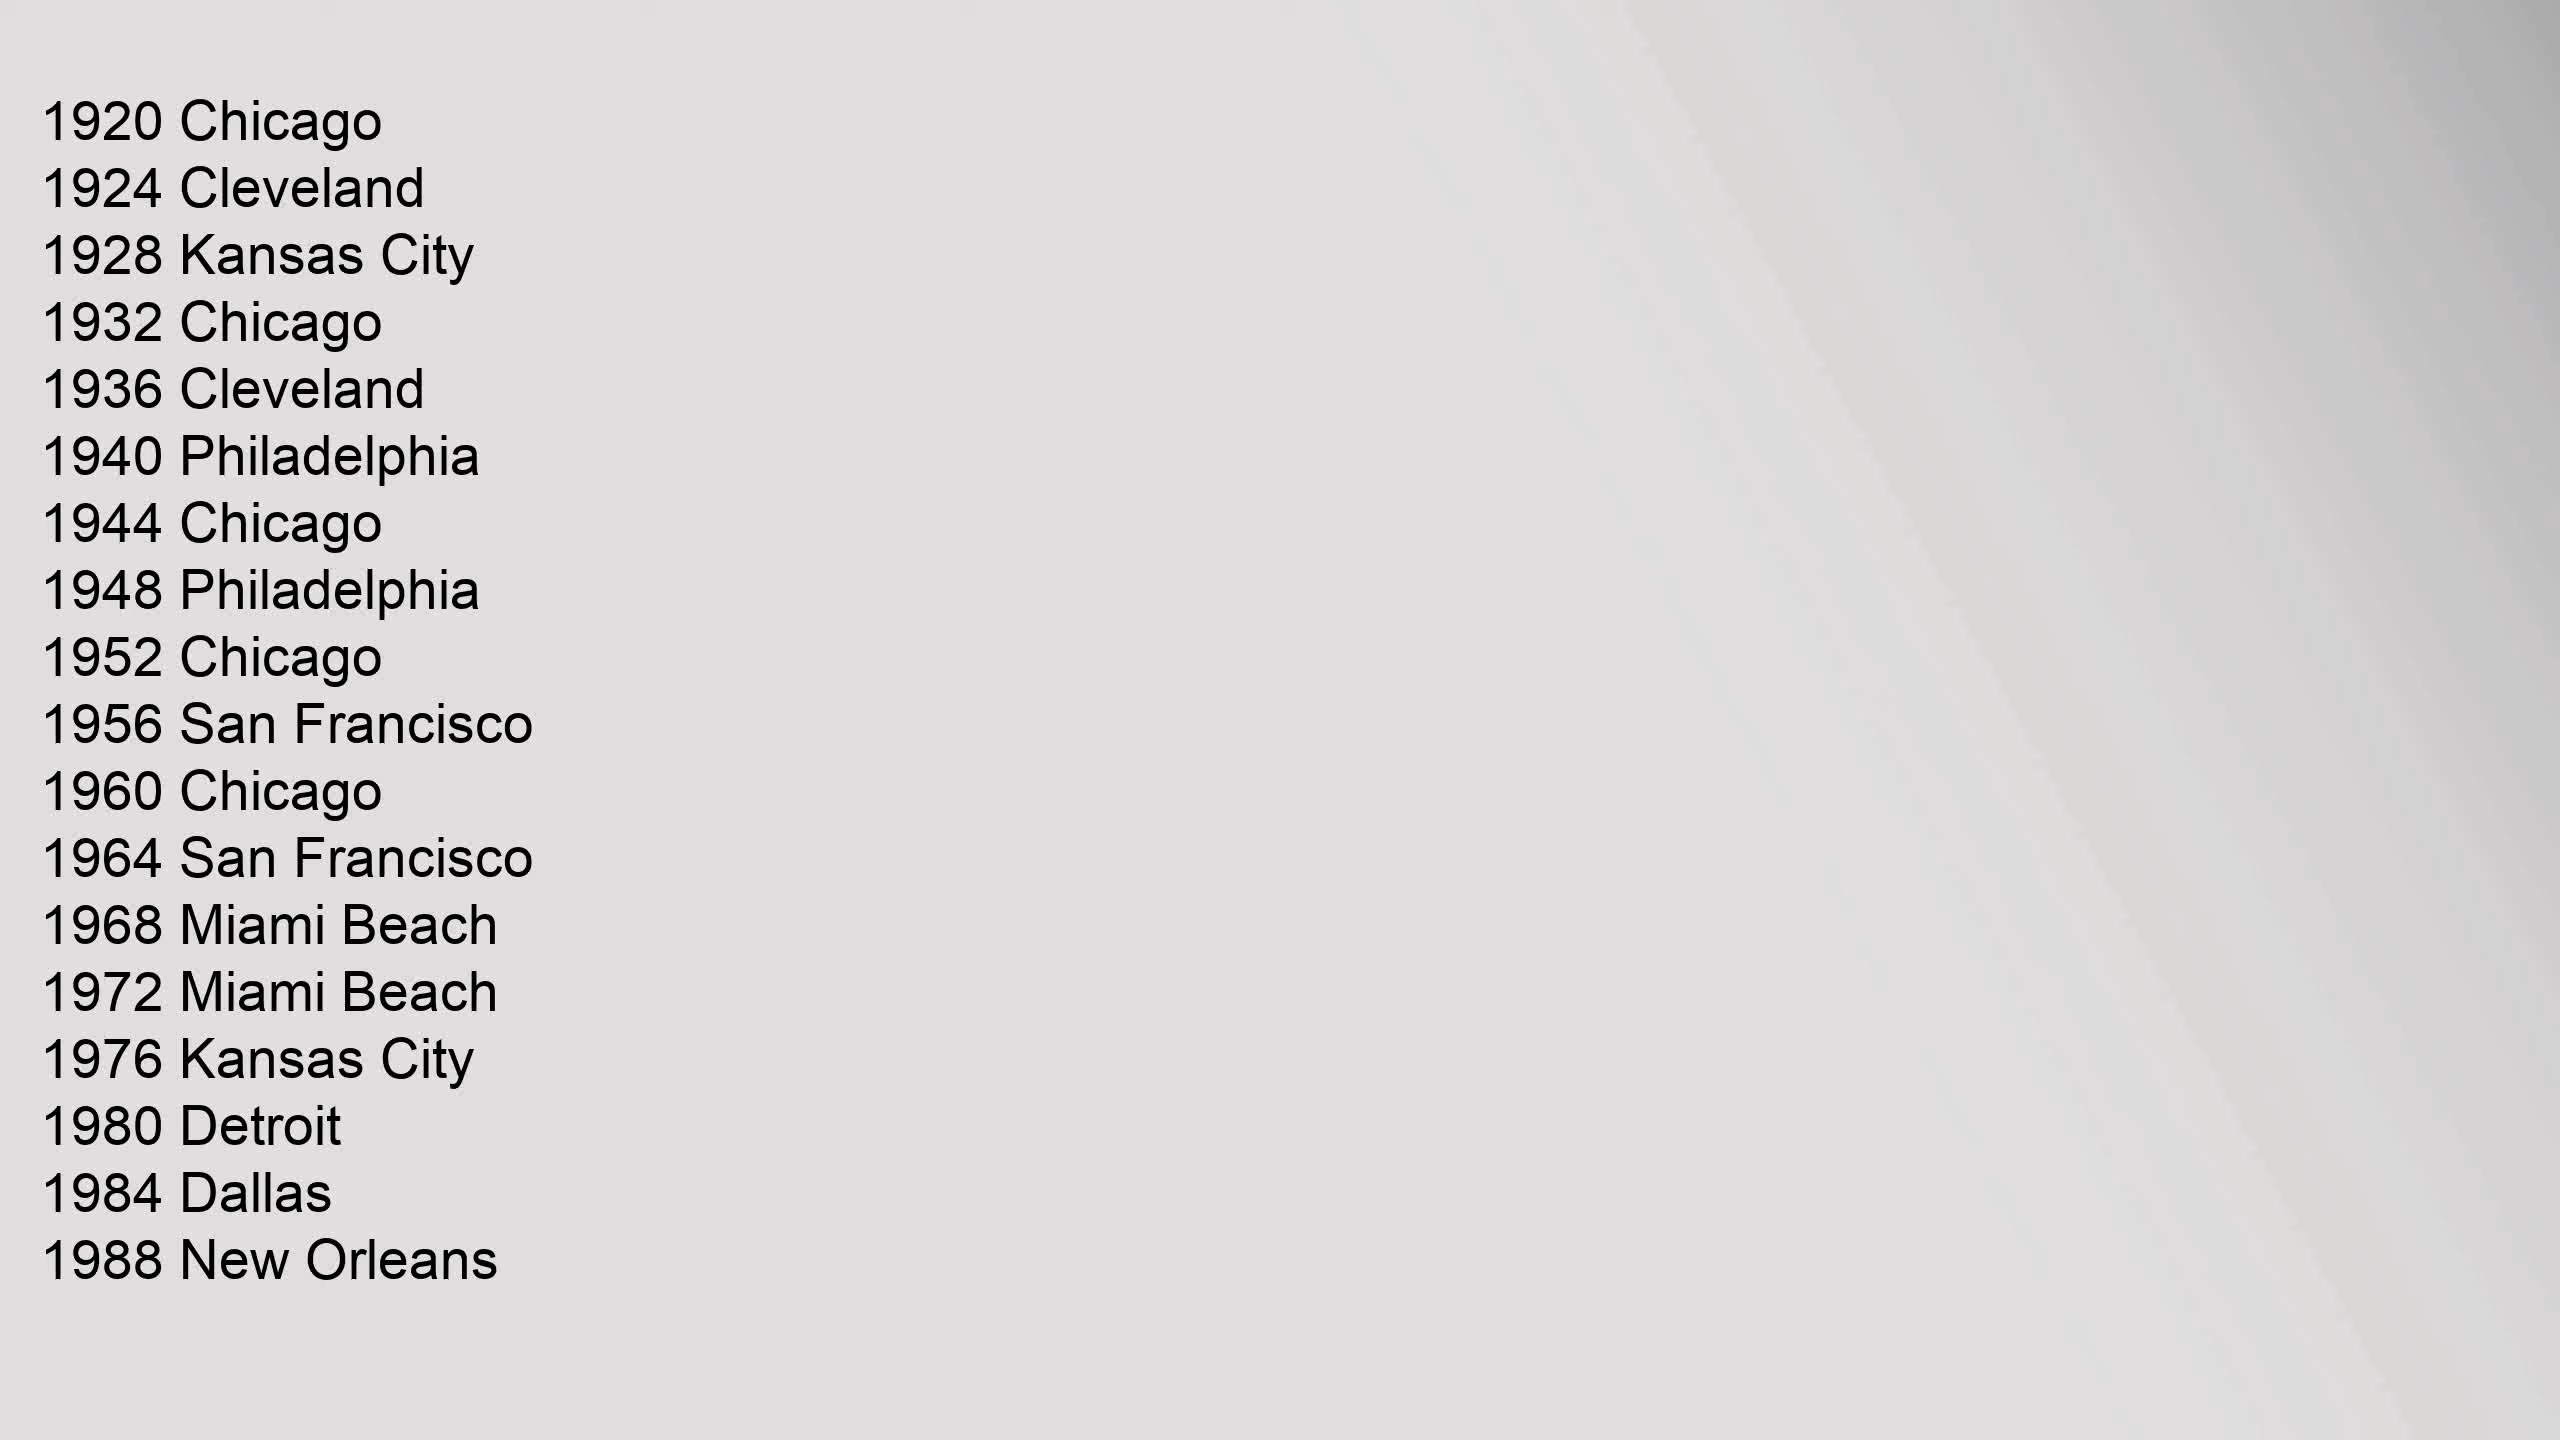 1920 Chicago
1924 Cleveland
1928 Kansas City
1932 Chicago
1936 Cleveland
1940 Philadelphia
1944 Chicago
1948 Philadelphia
1952 Chicago
1956 San Francisco
1960 Chicago
1964 San Francisco
1968 Miami Beach
1972 Miami Beach
1976 Kansas City
1980 Detroit
1984 Dallas
1988 New Orleans